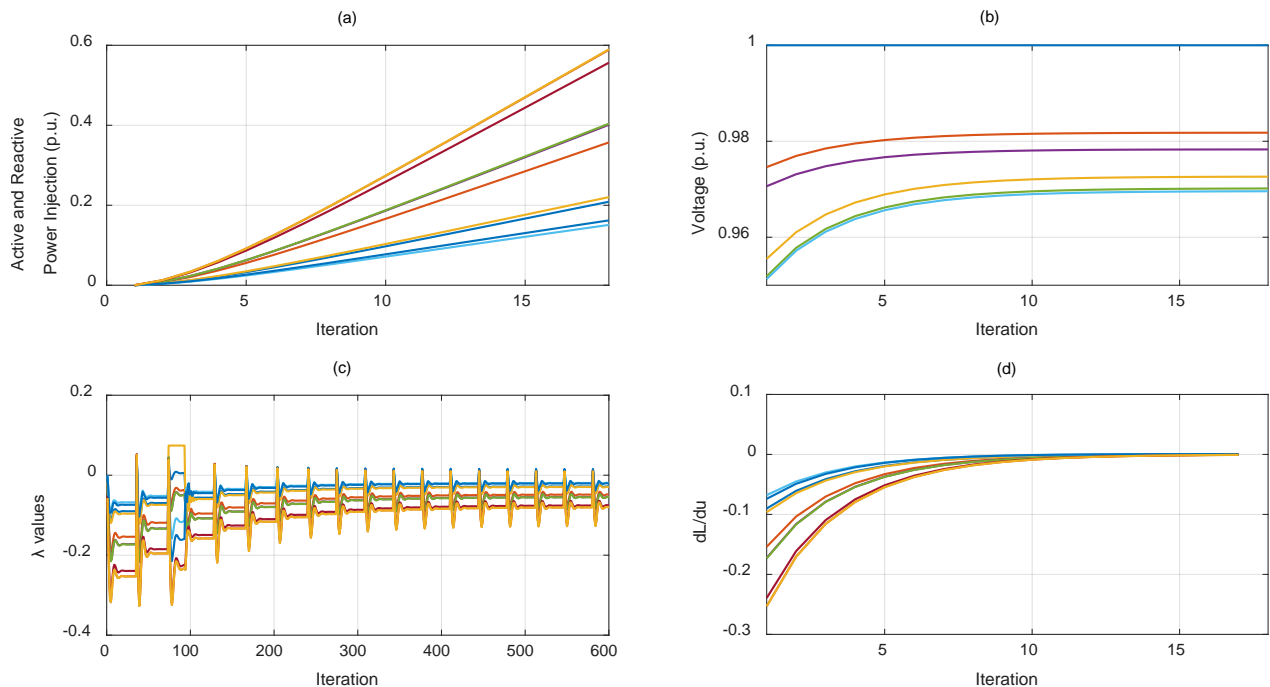 (a)
0.6
0.4
0.2
0
0
5
10
15
Active and Reactive
Power Injection (p.u.)
Iteration
(b)
1
0.98
0.96
5
10
15
Voltage (p.u.)
Iteration
(c)
0.2
0
-0.2
-0.4
0
100
200
300
400
500
600
λ values
Iteration
(d)
0.1
0
-0.1
-0.2
-0.3
5
10
15
dL/du
Iteration